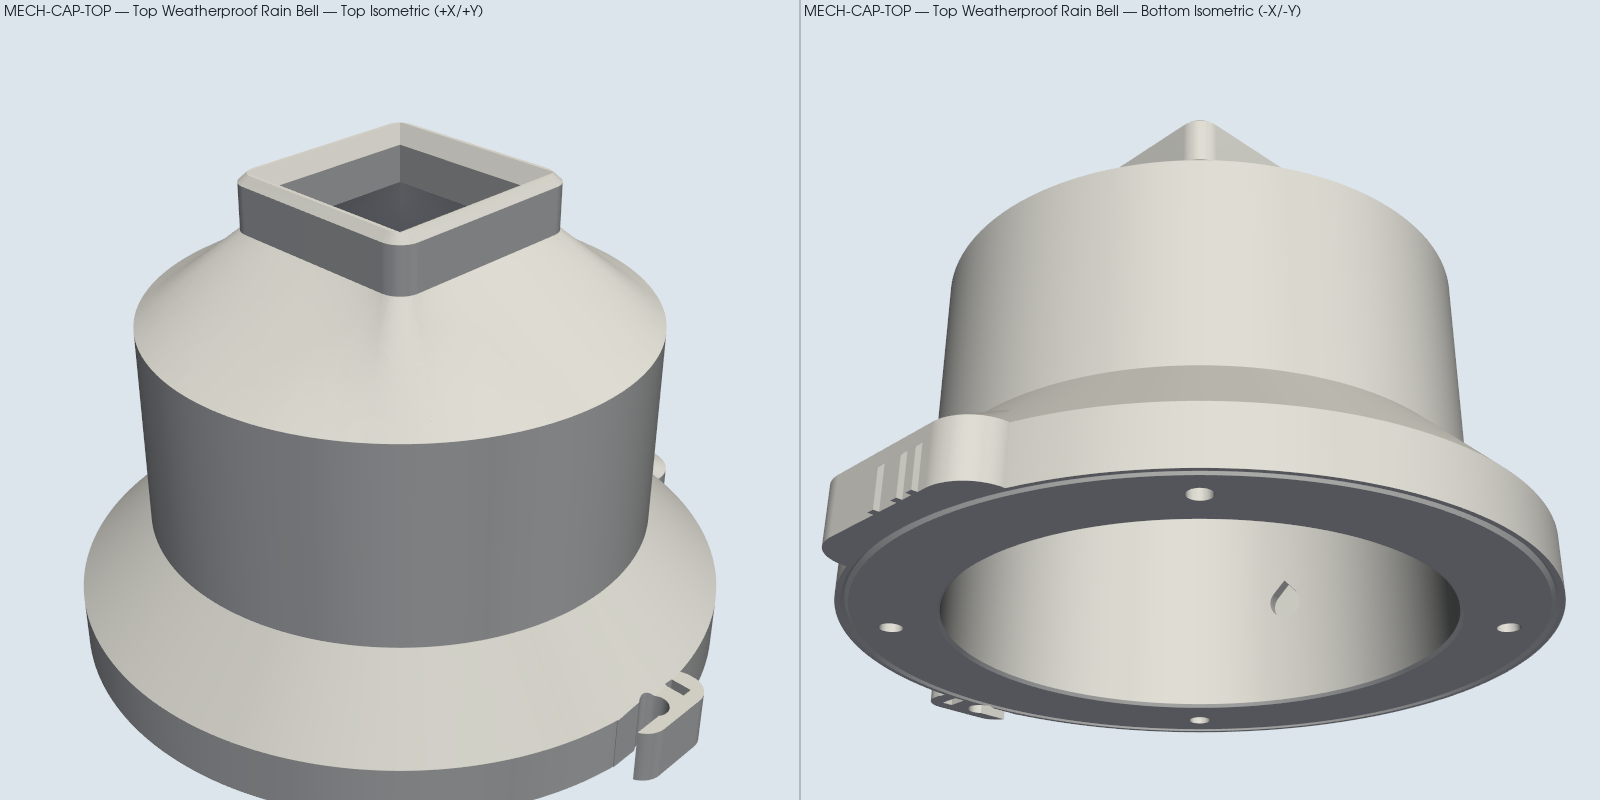 MECH-CAP-TOP — Top Weatherproof Rain Bell — Top Isometric (+X/+Y)
MECH-CAP-TOP — Top Weatherproof Rain Bell — Bottom Isometric (-X/-Y)